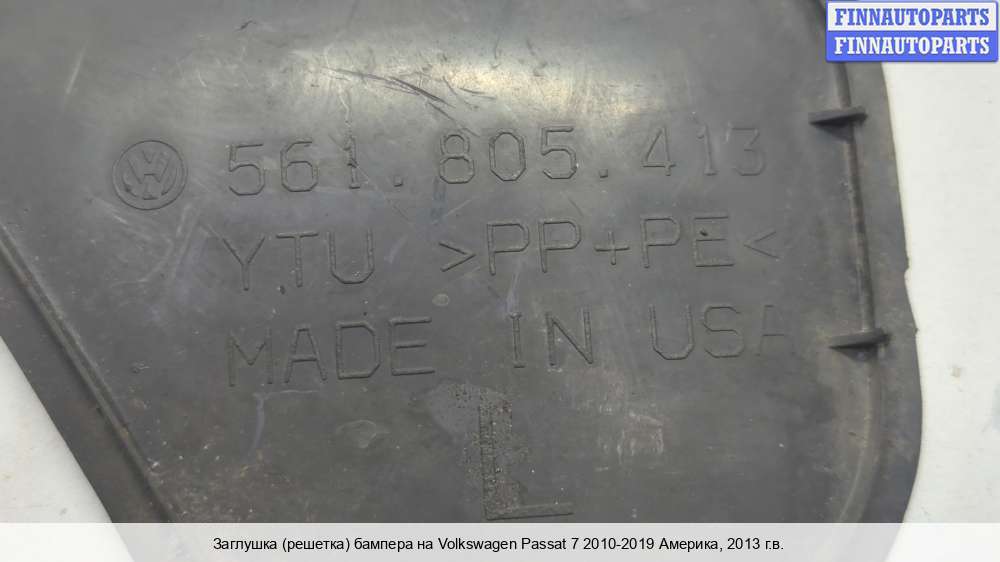 FINNAUTOPARTS
FINNAUTOPARTS
561.805.413
YTU >PP+PE<
MADE IN USA
L
Заглушка (решетка) бампера на Volkswagen Passat 7 2010-2019 Америка, 2013 г.в.